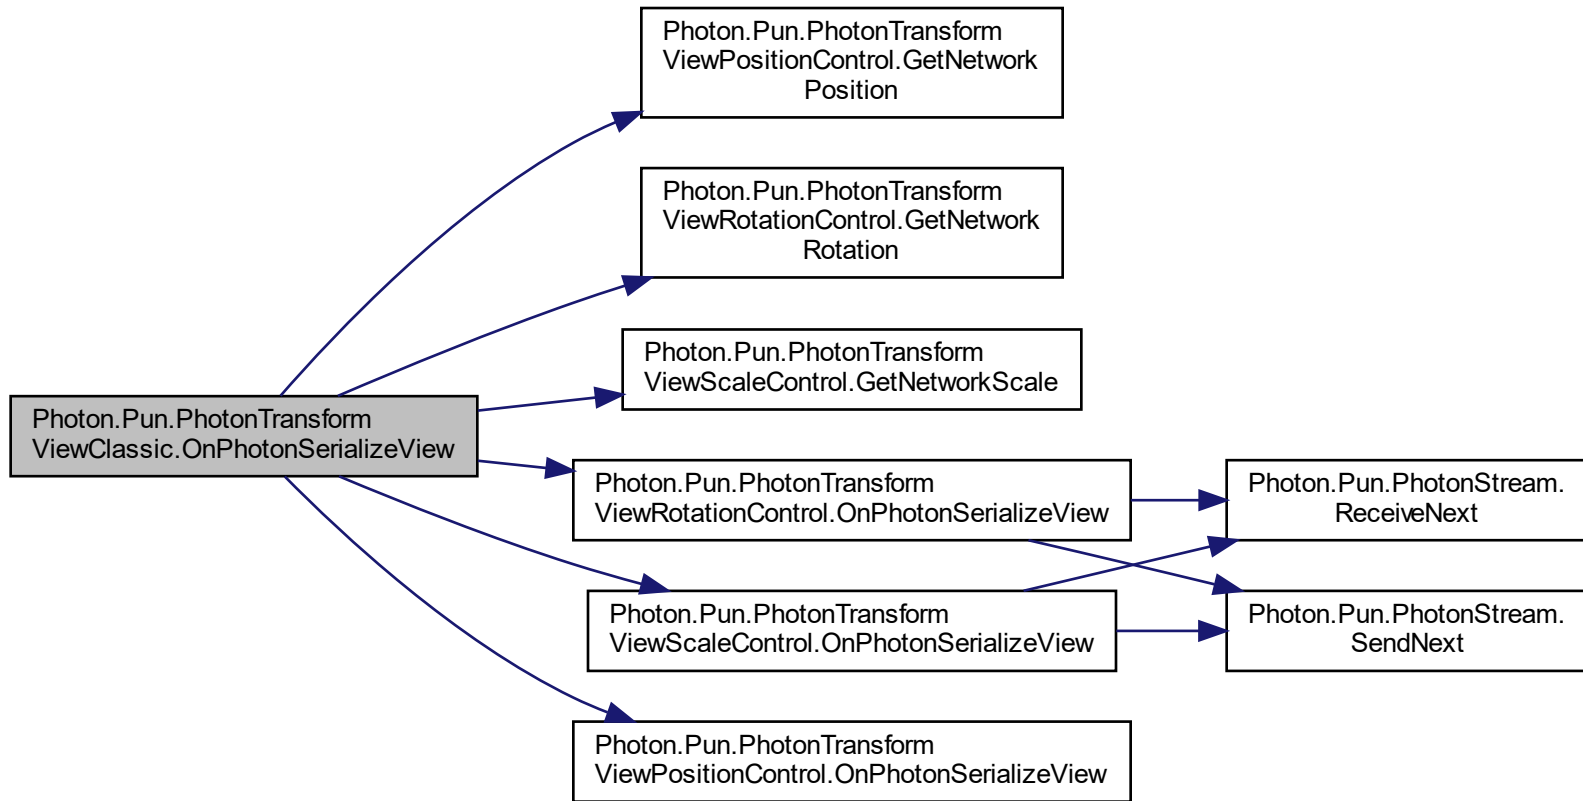 Photon.Pun.PhotonTransform
ViewPositionControl.GetNetwork
Position
Photon.Pun.PhotonTransform
ViewRotationControl.GetNetwork
Rotation
Photon.Pun.PhotonTransform
ViewScaleControl.GetNetworkScale
Photon.Pun.PhotonTransform
ViewClassic.OnPhotonSerializeView
Photon.Pun.PhotonTransform
ViewRotationControl.OnPhotonSerializeView
Photon.Pun.PhotonStream.
ReceiveNext
Photon.Pun.PhotonTransform
ViewScaleControl.OnPhotonSerializeView
Photon.Pun.PhotonStream.
SendNext
Photon.Pun.PhotonTransform
ViewPositionControl.OnPhotonSerializeView